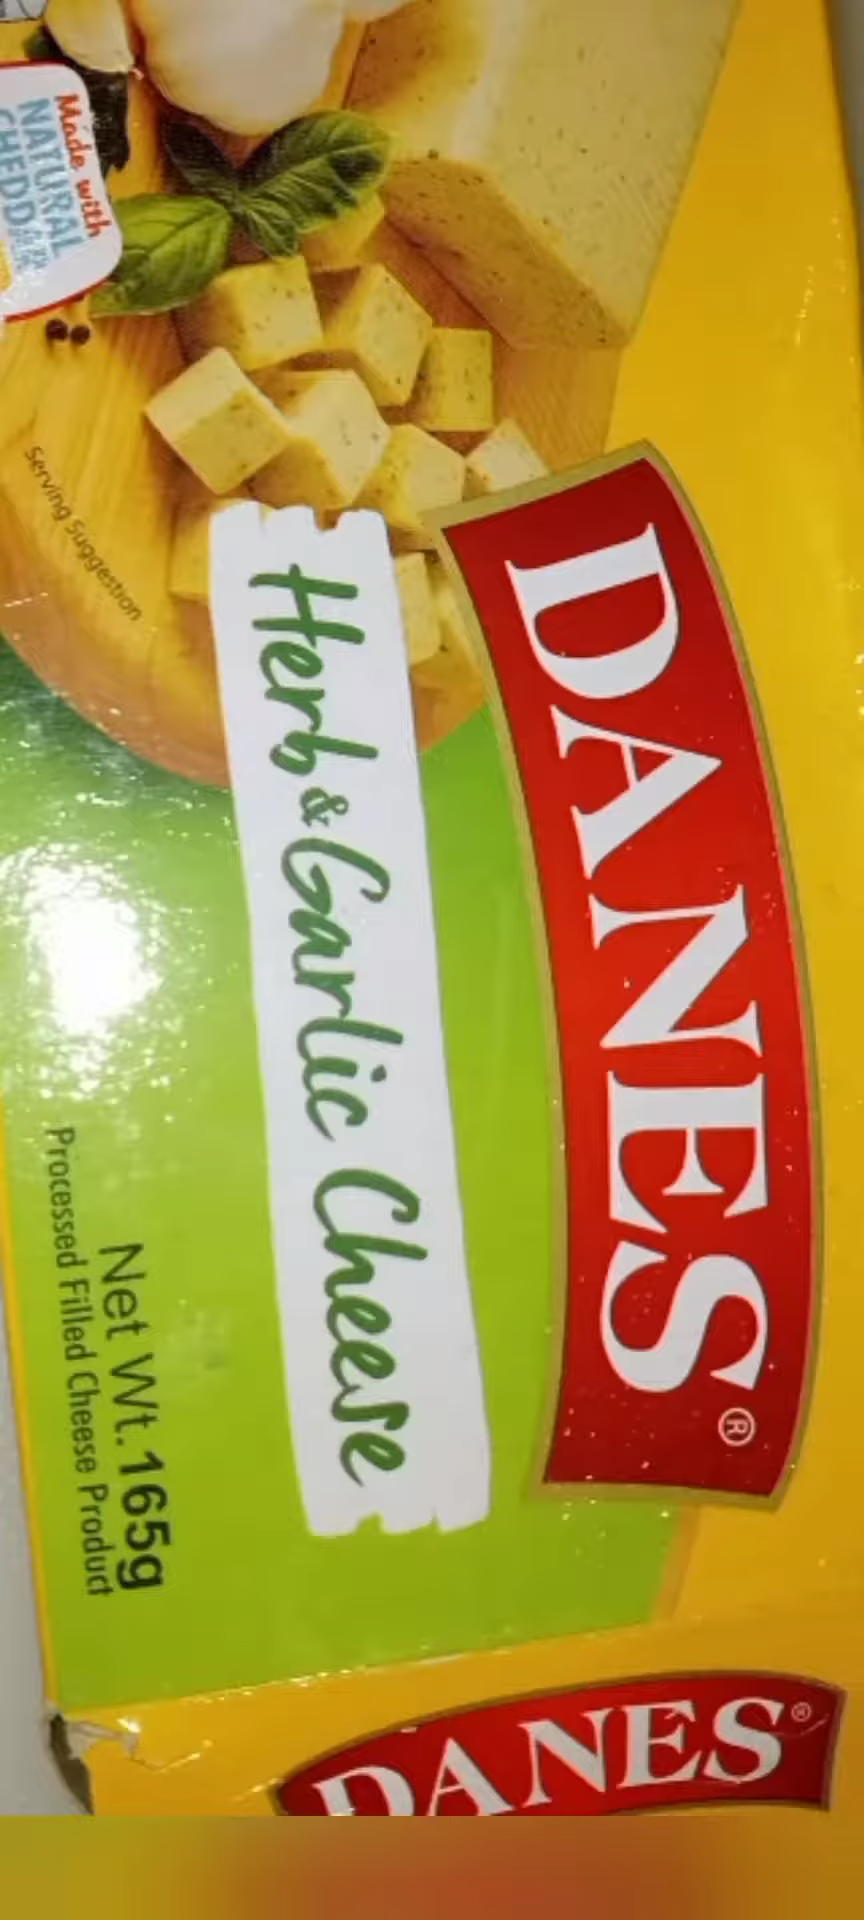 DANES®
Herb & Garlic Cheese
Made with
NATURAL
CHEDDAR
Serving Suggestion
Net Wt. 165g
Processed Filled Cheese Product
DANES®